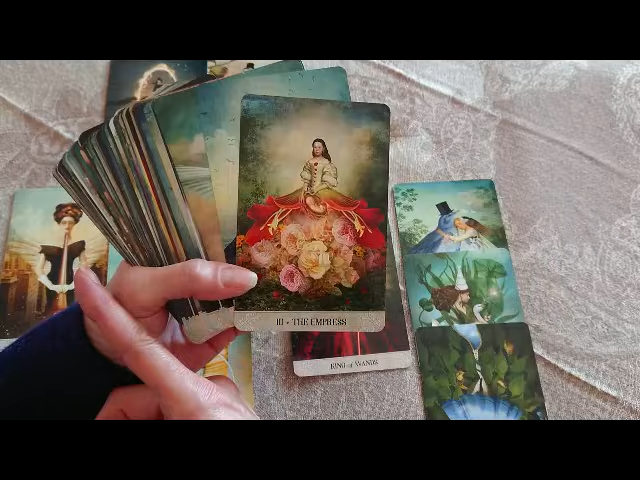 III • THE EMPRESS
KING of WANDS